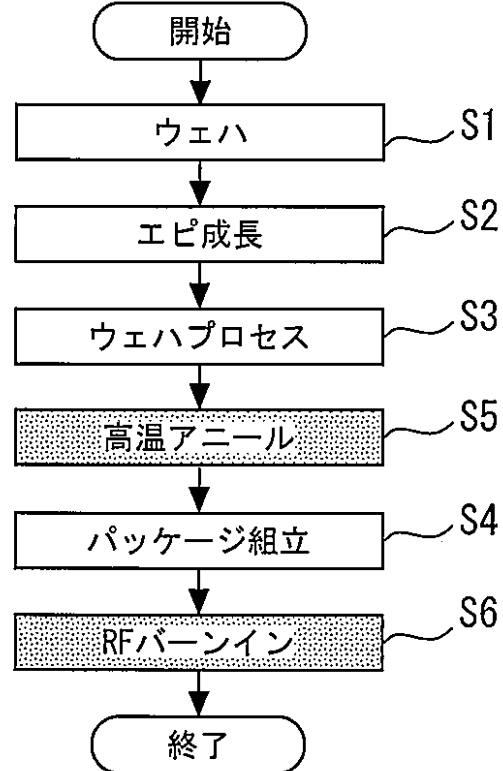 開始
ウェハ
S1
エピ成長
S2
ウェハプロセス
S3
高温アニール
S5
パッケージ組立
S4
RFバーンイン
S6
終了